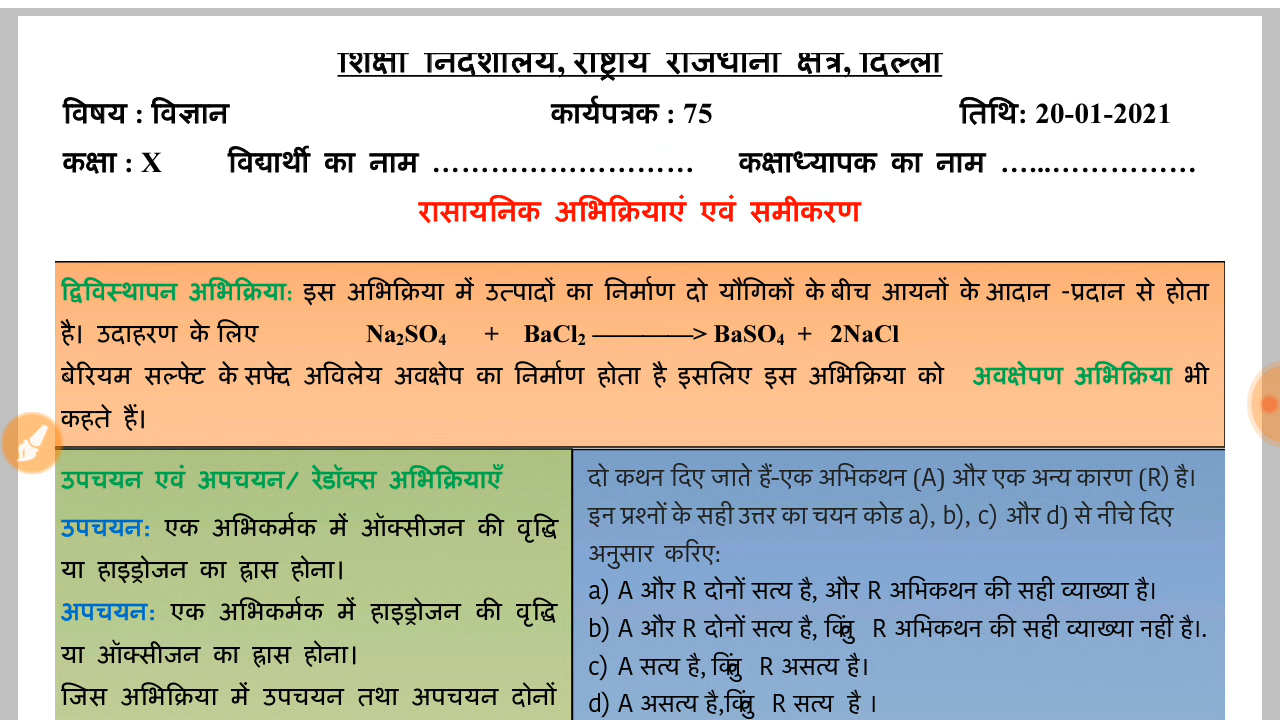 शिक्षा निदेशालय, राष्ट्रीय राजधानी क्षेत्र, दिल्ली
विषय : विज्ञान कार्यपत्रक : 75 तिथि: 20-01-2021
कक्षा : X विद्यार्थी का नाम ……………………… कक्षाध्यापक का नाम …...……………
रासायनिक अभिक्रियाएं एवं समीकरण
द्विविस्थापन अभिक्रिया: इस अभिक्रिया में उत्पादों का निर्माण दो यौगिकों के बीच आयनों के आदान -प्रदान से होता
है। उदाहरण के लिए Na₂SO₄ + BaCl₂ ————> BaSO₄ + 2NaCl
बेरियम सल्फेट के सफेद अविलेय अवक्षेप का निर्माण होता है इसलिए इस अभिक्रिया को अवक्षेपण अभिक्रिया भी
कहते हैं।
उपचयन एवं अपचयन/ रेडॉक्स अभिक्रियाएँ
उपचयन: एक अभिकर्मक में ऑक्सीजन की वृद्धि
या हाइड्रोजन का ह्रास होना।
अपचयन: एक अभिकर्मक में हाइड्रोजन की वृद्धि
या ऑक्सीजन का ह्रास होना।
जिस अभिक्रिया में उपचयन तथा अपचयन दोनों
दो कथन दिए जाते हैं-एक अभिकथन (A) और एक अन्य कारण (R) है।
इन प्रश्नों के सही उत्तर का चयन कोड a), b), c) और d) से नीचे दिए
अनुसार करिए:
a) A और R दोनों सत्य है, और R अभिकथन की सही व्याख्या है।
b) A और R दोनों सत्य है, किंतु R अभिकथन की सही व्याख्या नहीं है।.
c) A सत्य है, किंतु R असत्य है।
d) A असत्य है,किंतु R सत्य है ।